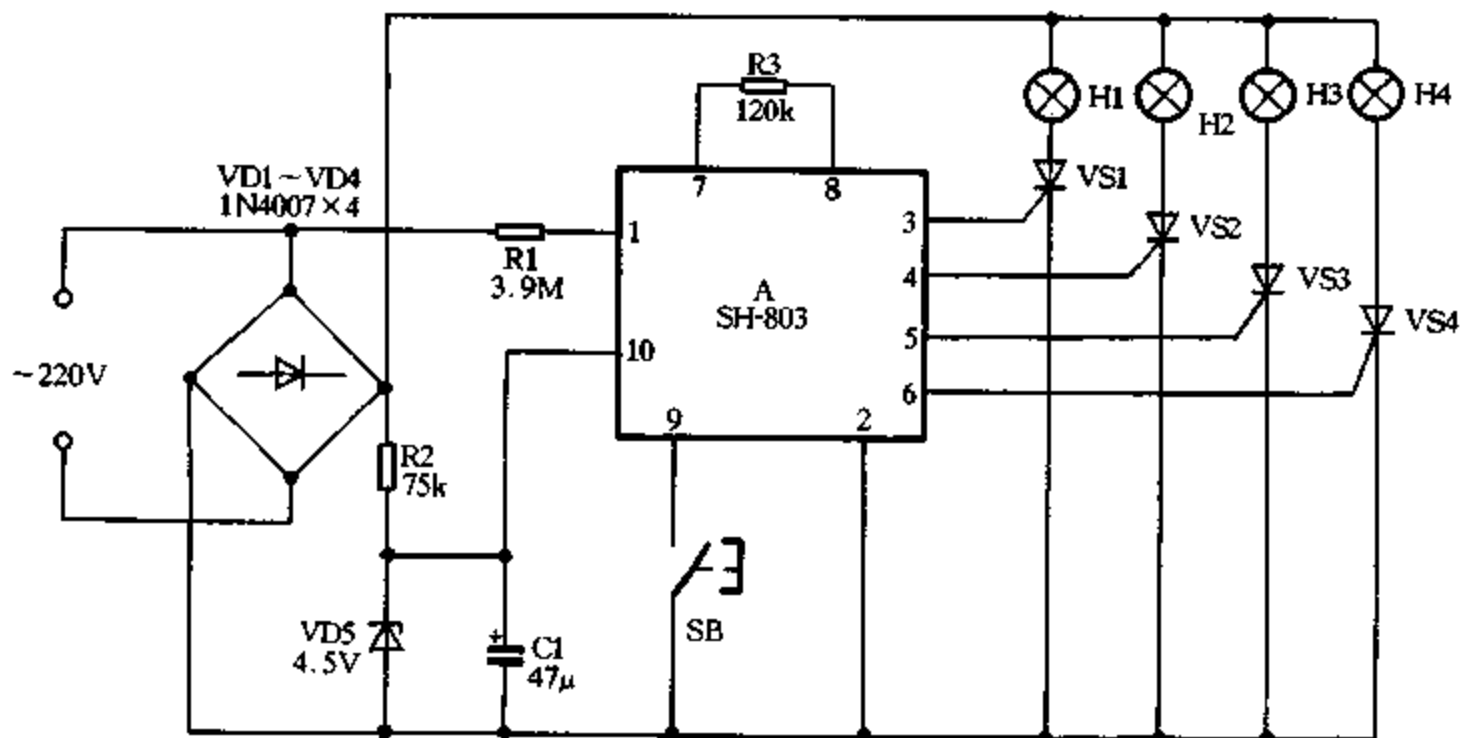 R3
120k
H1
H2
H3
H4
VD1~VD4
1N4007×4
7
8
VS1
1
3
VS2
R1
3.9M
4
VS3
A
SH-803
VS4
~220V
10
5
6
9
2
R2
75k
SB
VD5
4.5V
+
C1
47μ